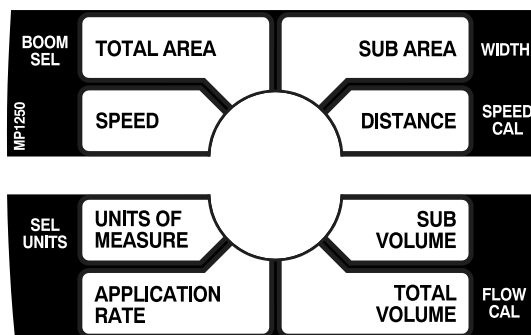 BOOM
SEL
TOTAL AREA
SUB AREA
WIDTH
MP1250
SPEED
DISTANCE
SPEED
CAL
SEL
UNITS
UNITS OF
MEASURE
SUB
VOLUME
APPLICATION
RATE
TOTAL
VOLUME
FLOW
CAL